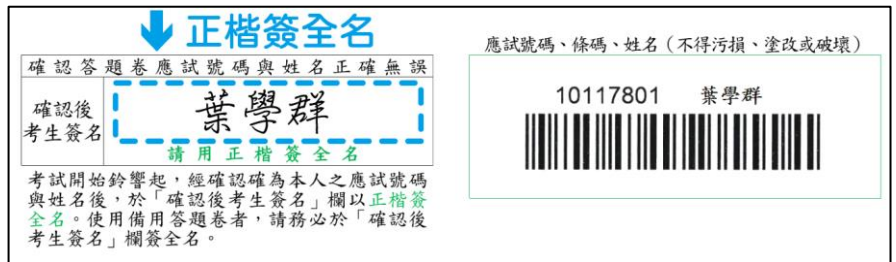 正楷簽全名
確認答題卷應試號碼與姓名正確無誤
確認後
考生簽名
葉學群
請用正楷簽全名
考試開始鈴響起，經確認確為本人之應試號碼
與姓名後，於「確認後考生簽名」欄以正楷簽
全名。使用備用答題卷者，請務必於「確認後
考生簽名」欄簽全名。
應試號碼、條碼、姓名（不得污損、塗改或破壞）
10117801 葉學群